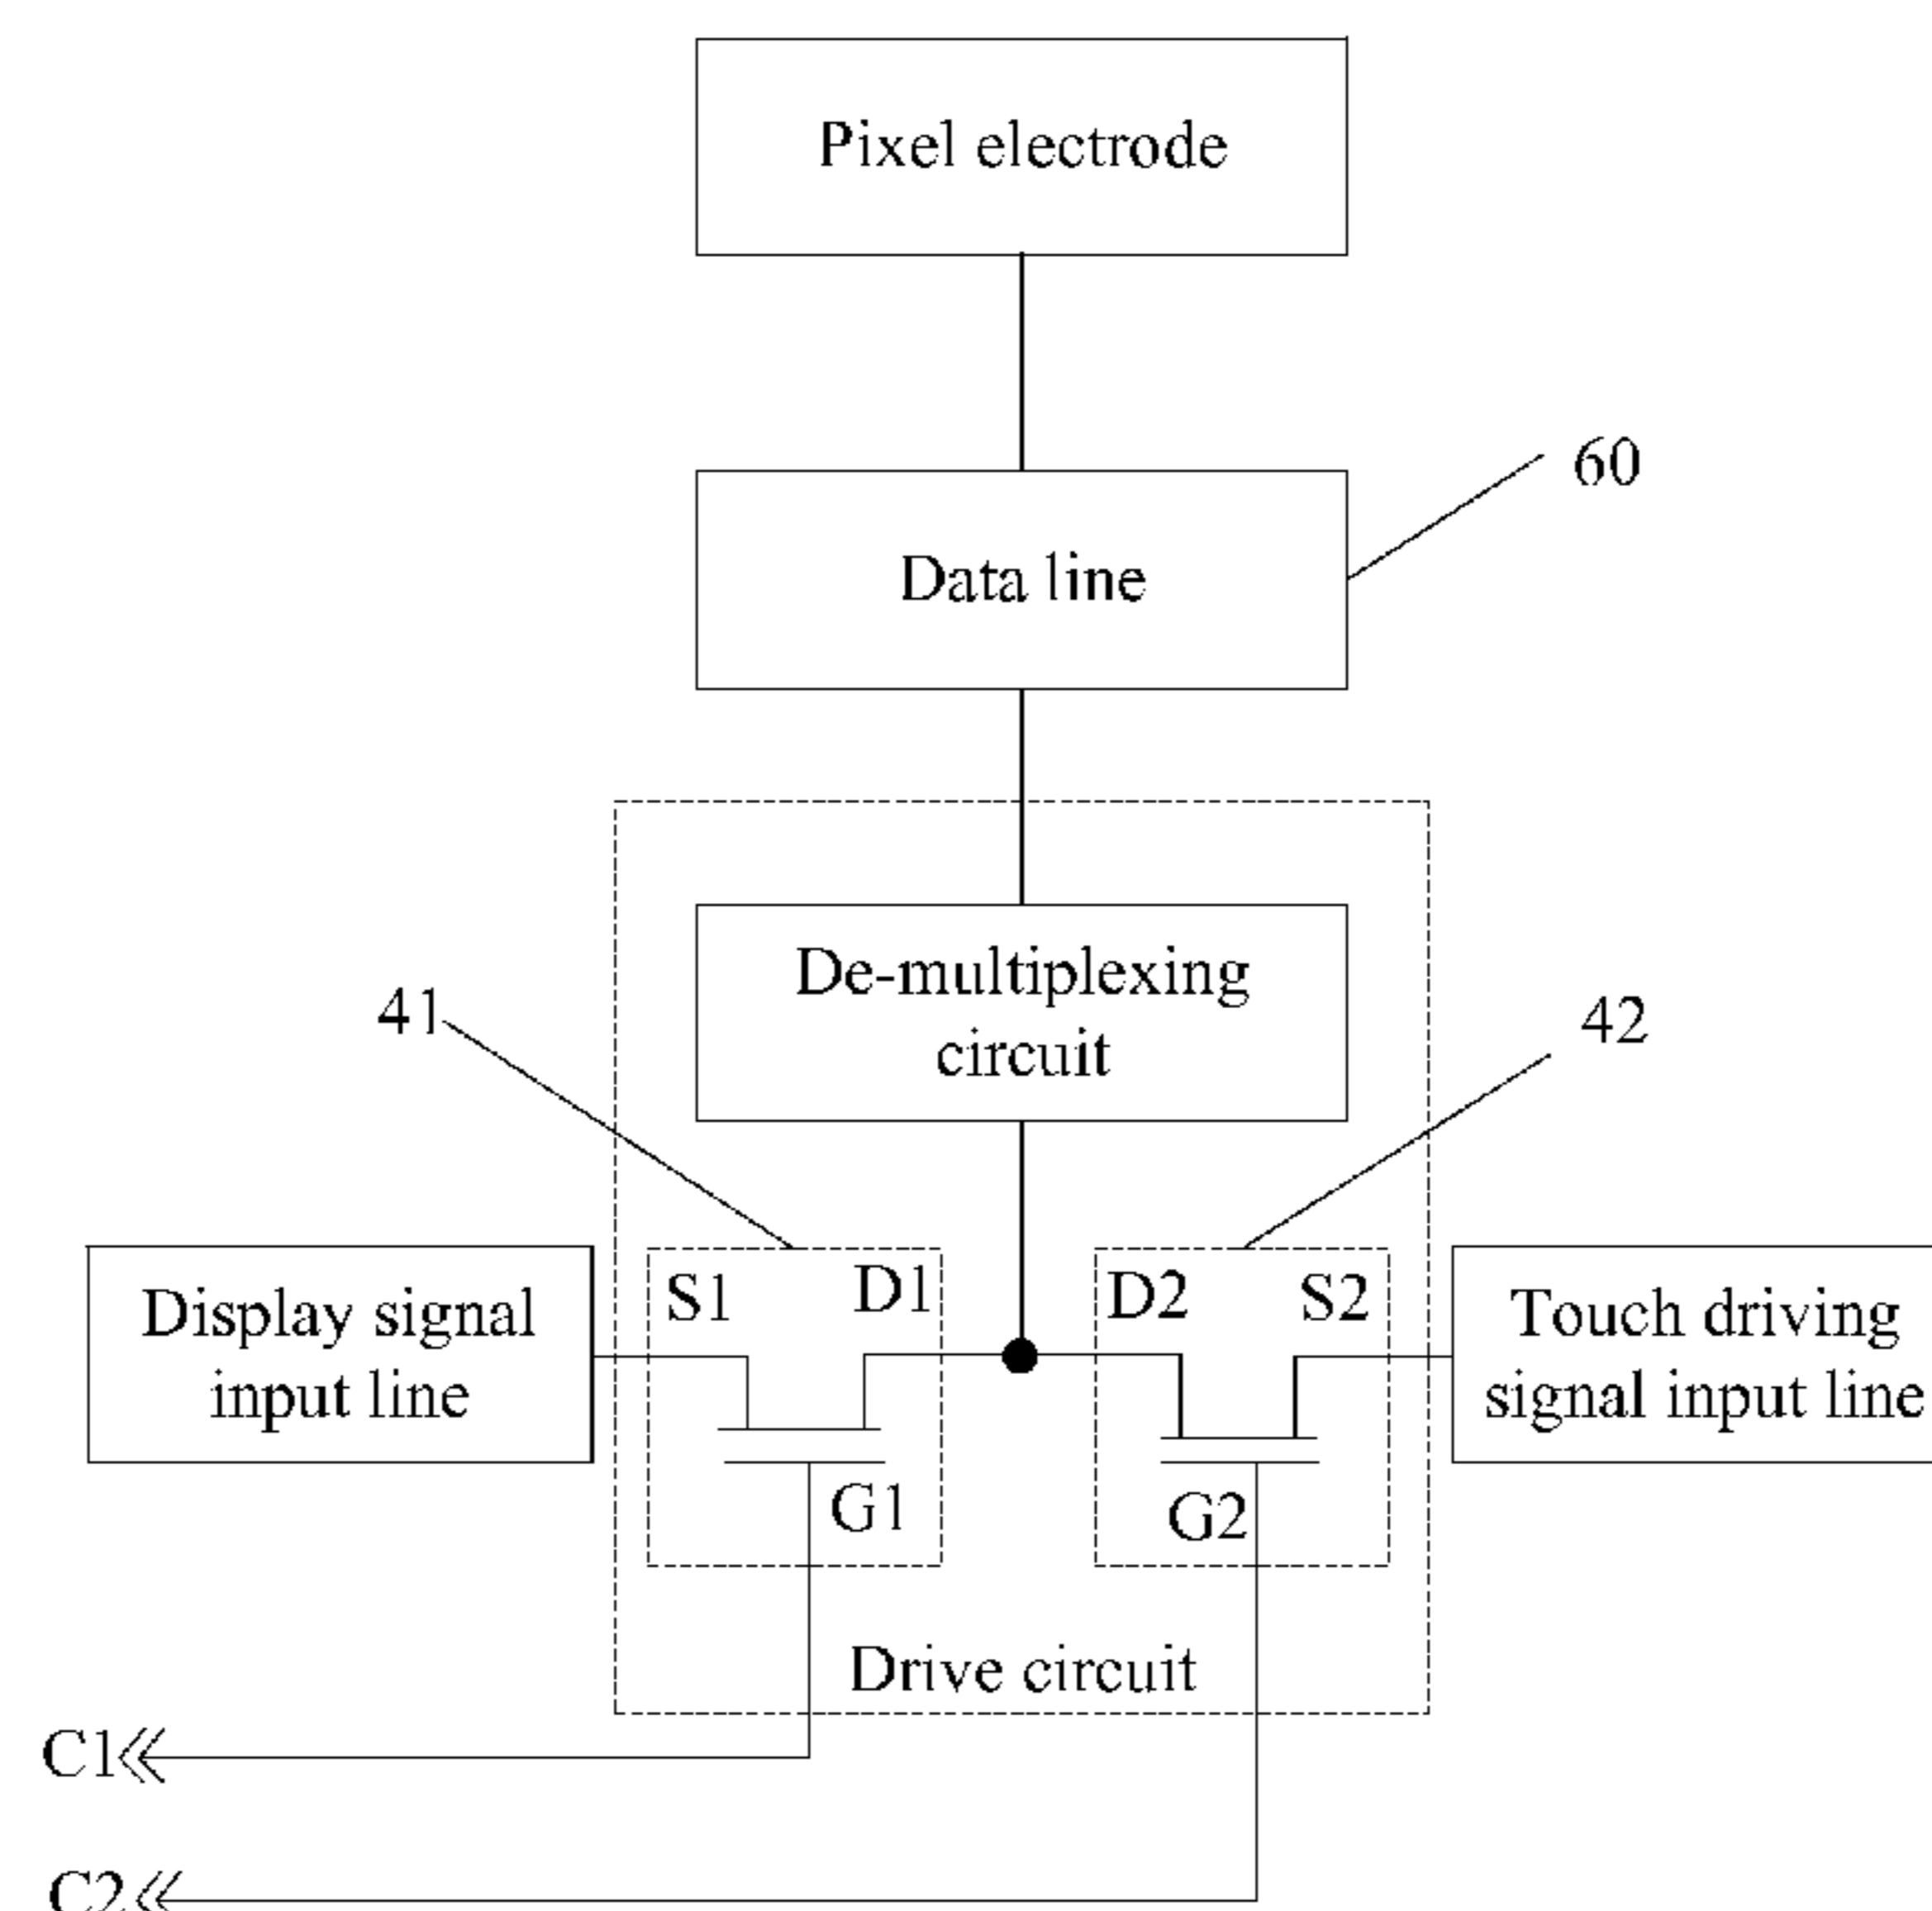 Pixel electrode
60
Data line
De-multiplexing
circuit
41
42
S1
D1
D2
S2
Display signal
input line
Touch driving
signal input line
G1
G2
Drive circuit
C1
C2